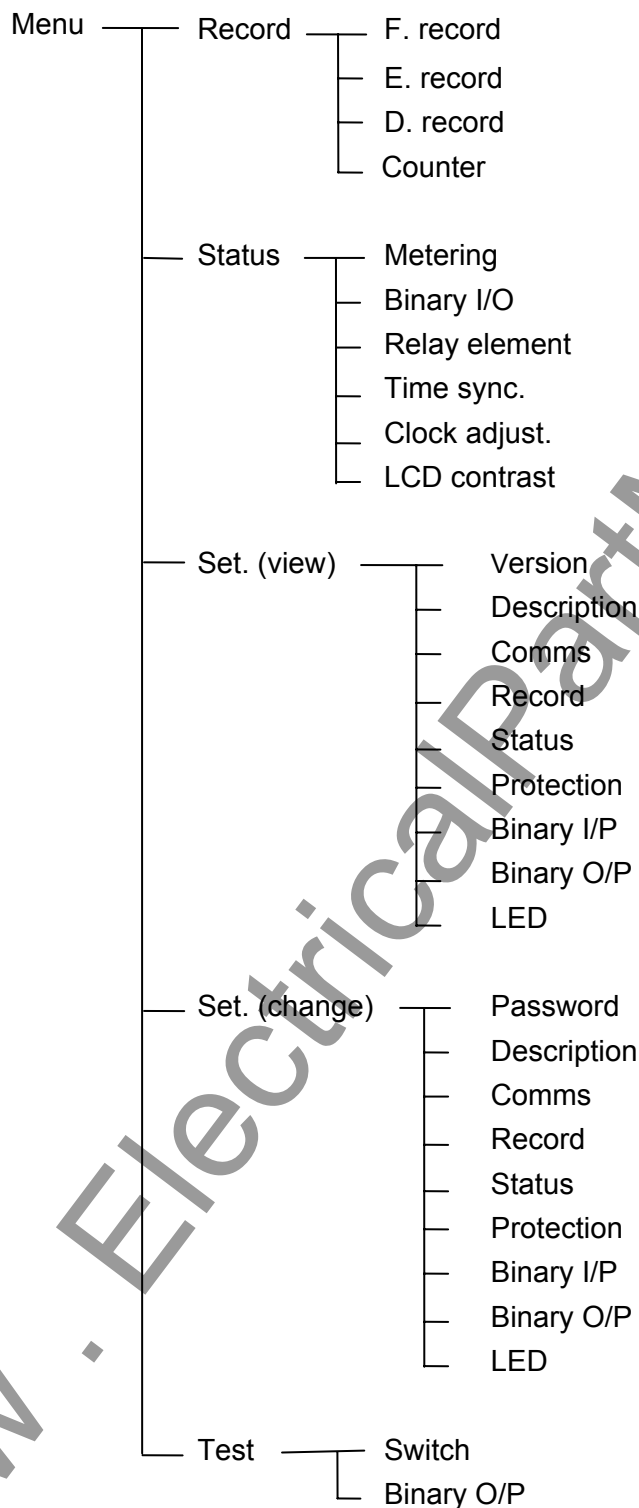 Menu Record F. record
E. record
D. record
Counter
Status Metering
Binary I/O
Relay element
Time sync.
Clock adjust.
LCD contrast
Set. (view) Version
Description
Comms
Record
Status
Protection
Binary I/P
Binary O/P
LED
Set. (change) Password
Description
Comms
Record
Status
Protection
Binary I/P
Binary O/P
LED
Test Switch
Binary O/P
w . ElectricalPart